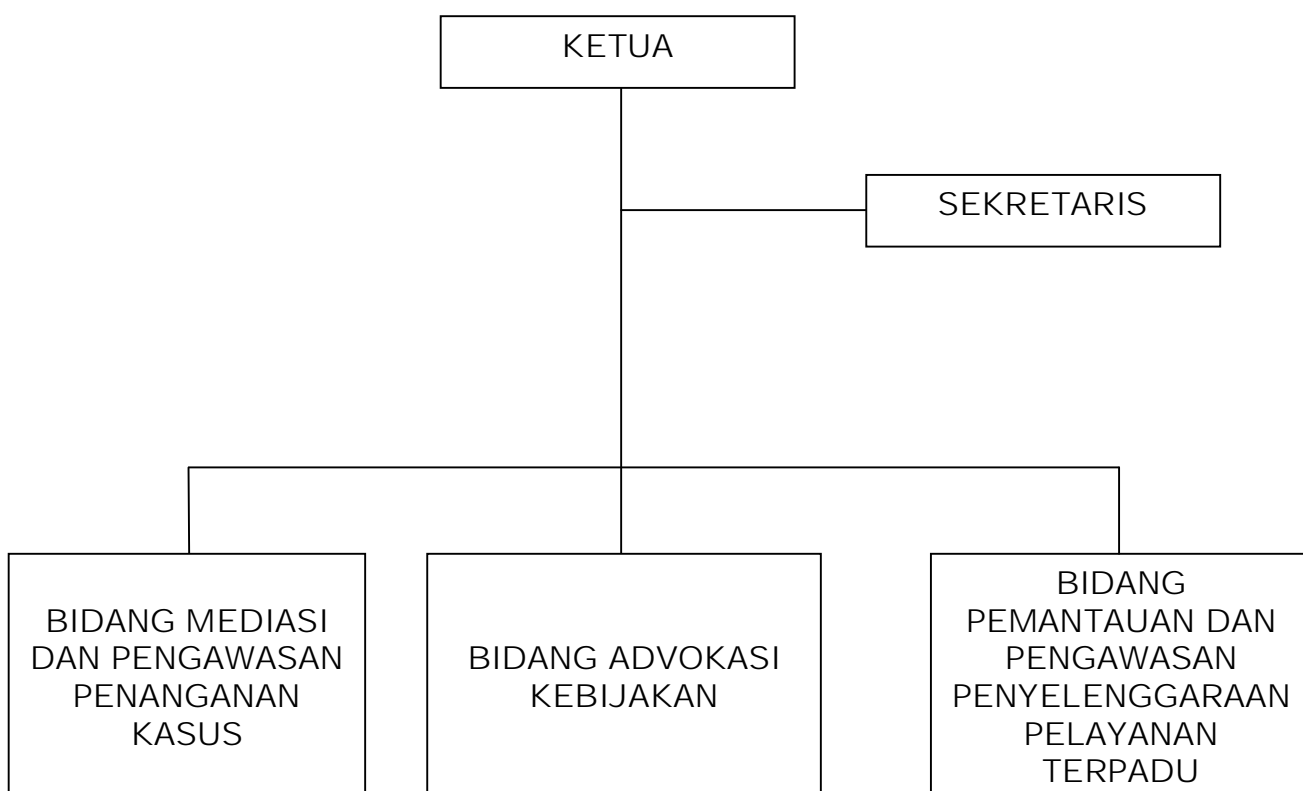 KETUA
SEKRETARIS
BIDANG MEDIASI
DAN PENGAWASAN
PENANGANAN
KASUS
BIDANG ADVOKASI
KEBIJAKAN
BIDANG
PEMANTAUAN DAN
PENGAWASAN
PENYELENGGARAAN
PELAYANAN
TERPADU